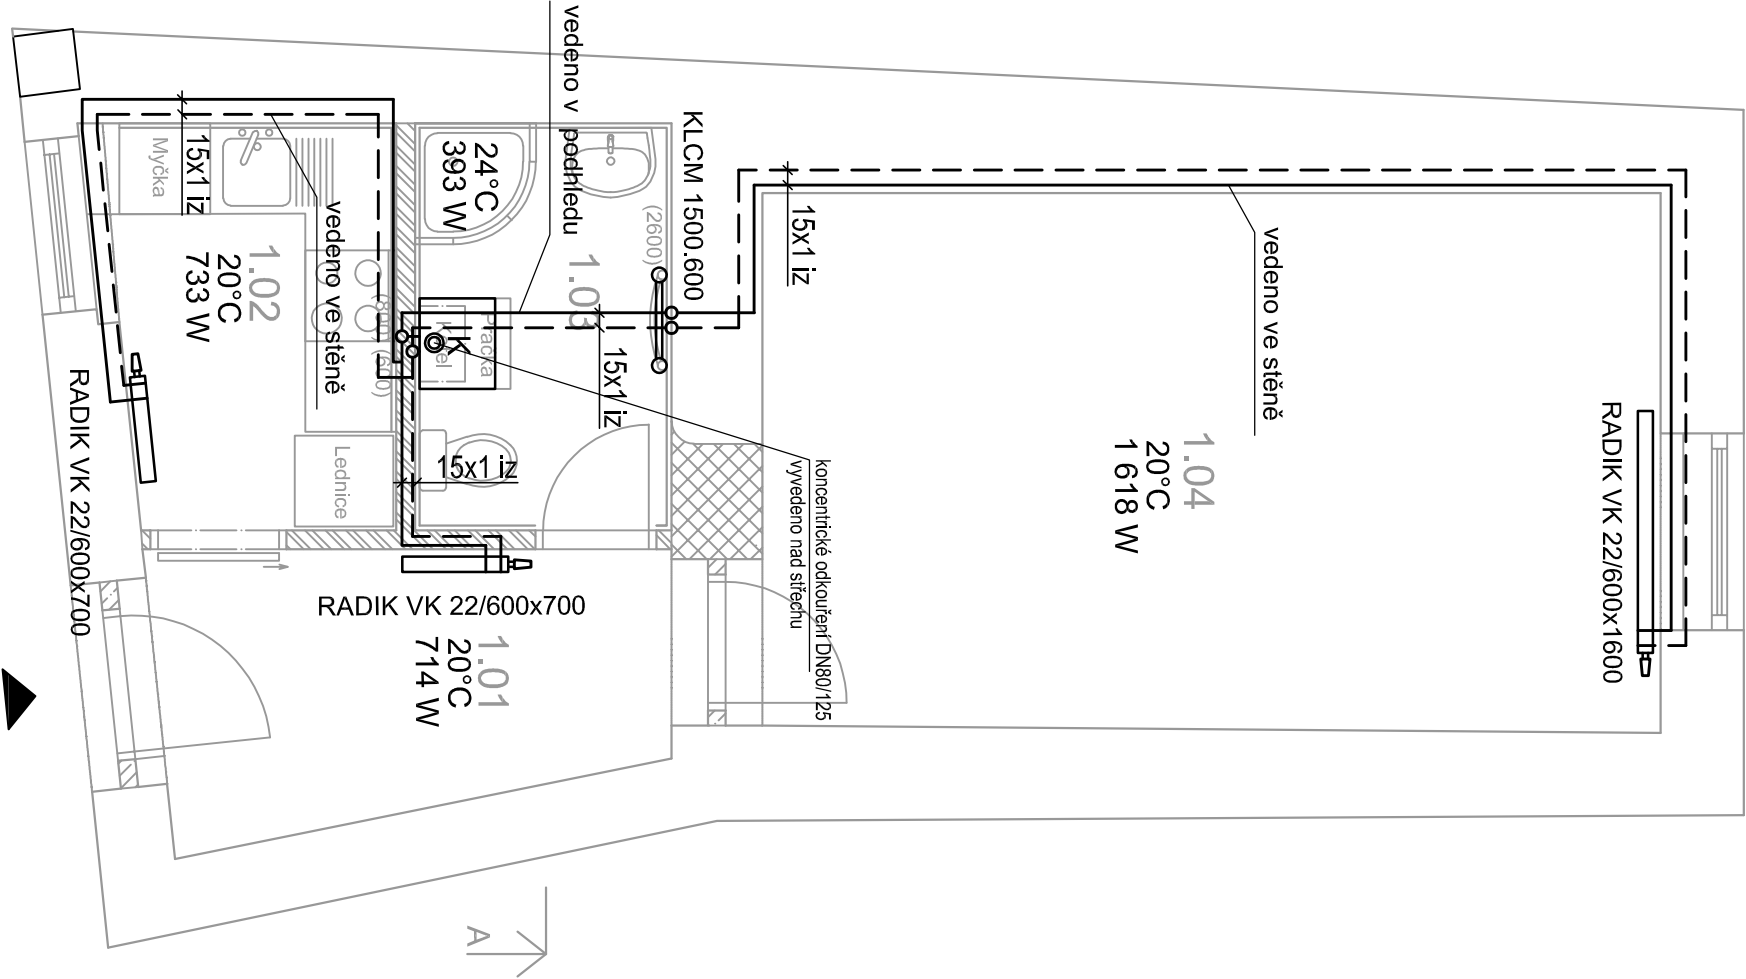 vedeno v podhledu
KLCM 1500.600
15x1 iz
Myčka
vedeno ve stěně
24°C
393 W
(2600)
1.03
15x1 iz
vedeno ve stěně
1.02
20°C
733 W
(600)
K
Kotel
Pračka
15x1 iz
RADIK VK 22/600x700
Lednice
15x1 iz
koncentrické odkouření DN80/125
vyvedeno nad střechu
1.04
20°C
1 618 W
RADIK VK 22/600x1600
RADIK VK 22/600x700
1.01
20°C
714 W
A